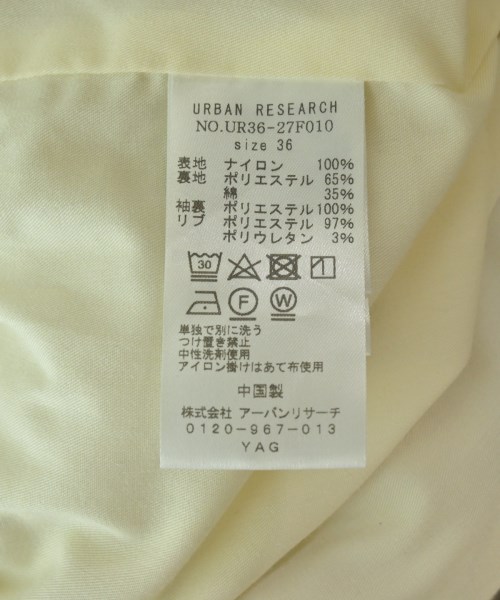 URBAN RESEARCH
NO.UR36-27F010
size 36
表地 ナイロン 100%
裏地 ポリエステル 65%
綿 35%
袖裏 ポリエステル100%
リブ ポリエステル 97%
ポリウレタン 3%
30
F W
単独で別に洗う
つけ置き禁止
中性洗剤使用
アイロン掛けはあて布使用
中国製
株式会社 アーバンリサーチ
0120-967-013
YAG